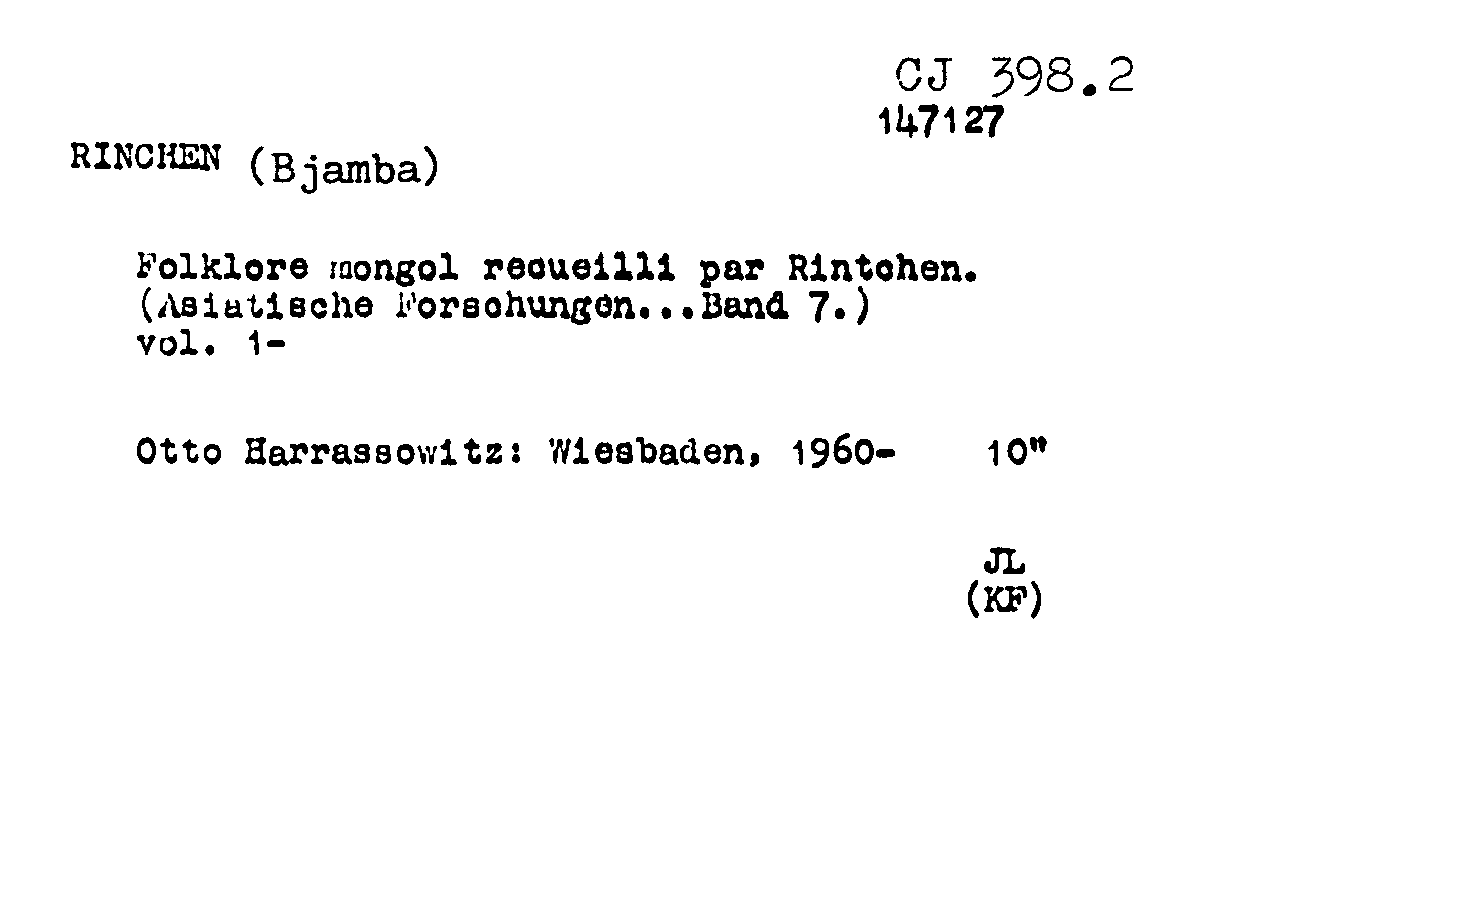 CJ 398.2
147127
RINCHEN (Bjamba)
Folklore mongol recueilli par Rintchen.
(Asiatische Forschungen...Band 7.)
vol. 1-
Otto Harrassowitz: Wiesbaden, 1960- 10"
JL
(KF)